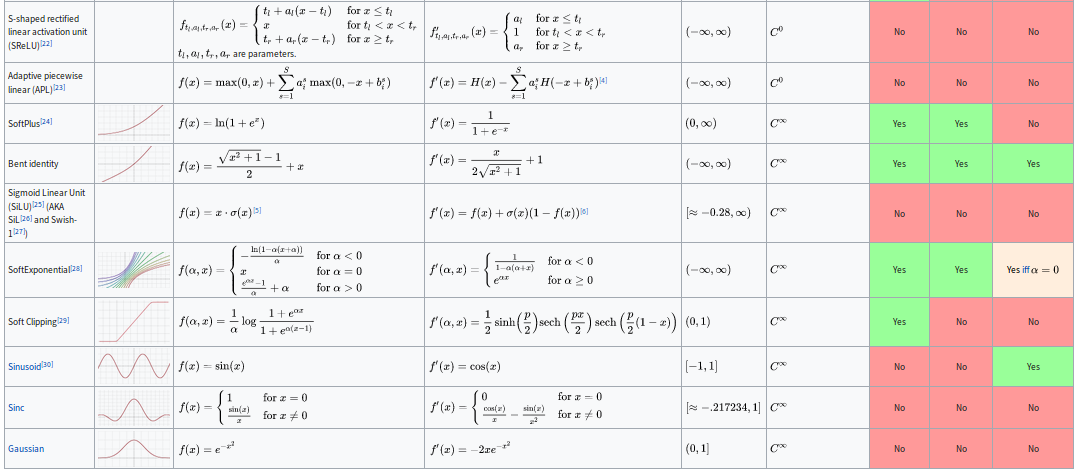 S-shaped rectified
linear activation unit
(SReLU)[22]
f_{t_l,a_l,t_r,a_r}(x) = { t_l + a_l(x − t_l) for x ≤ t_l
x for t_l < x < t_r
t_r + a_r(x − t_r) for x ≥ t_r
t_l, a_l, t_r, a_r are parameters.
f′_{t_l,a_l,t_r,a_r}(x) = { a_l for x ≤ t_l
1 for t_l < x < t_r
a_r for x ≥ t_r
(−∞, ∞)
C^0
No
No
No
Adaptive piecewise
linear (APL)[23]
f(x) = max(0, x) + ∑_{s=1}^{S} a_i^s max(0, −x + b_i^s)
f′(x) = H(x) − ∑_{s=1}^{S} a_i^s H(−x + b_i^s)[4]
(−∞, ∞)
C^0
No
No
No
SoftPlus[24]
f(x) = ln(1 + e^x)
f′(x) = 1/(1 + e^{−x})
(0, ∞)
C^∞
Yes
Yes
No
Bent identity
f(x) = (√(x^2 + 1) − 1)/2 + x
f′(x) = x/(2√(x^2 + 1)) + 1
(−∞, ∞)
C^∞
Yes
Yes
Yes
Sigmoid Linear Unit
(SiLU)[25] (AKA
SiL[26] and Swish-
1[27])
f(x) = x · σ(x)[5]
f′(x) = f(x) + σ(x)(1 − f(x))[6]
[≈ −0.28, ∞)
C^∞
No
No
No
SoftExponential[28]
f(α, x) = { −ln(1−α(x+α))/α for α < 0
x for α = 0
(e^{αx}−1)/α + α for α > 0
f′(α, x) = { 1/(1−α(α+x)) for α < 0
e^{αx} for α ≥ 0
(−∞, ∞)
C^∞
Yes
Yes
Yes iff α = 0
Soft Clipping[29]
f(α, x) = 1/α log (1 + e^{αx})/(1 + e^{α(x−1)})
f′(α, x) = 1/2 sinh(p/2) sech(px/2) sech(p/2(1 − x))
(0, 1)
C^∞
Yes
No
No
Sinusoid[30]
f(x) = sin(x)
f′(x) = cos(x)
[−1, 1]
C^∞
No
No
Yes
Sinc
f(x) = { 1 for x = 0
sin(x)/x for x ≠ 0
f′(x) = { 0 for x = 0
cos(x)/x − sin(x)/x^2 for x ≠ 0
[≈ −.217234, 1]
C^∞
No
No
No
Gaussian
f(x) = e^{−x^2}
f′(x) = −2xe^{−x^2}
(0, 1]
C^∞
No
No
No